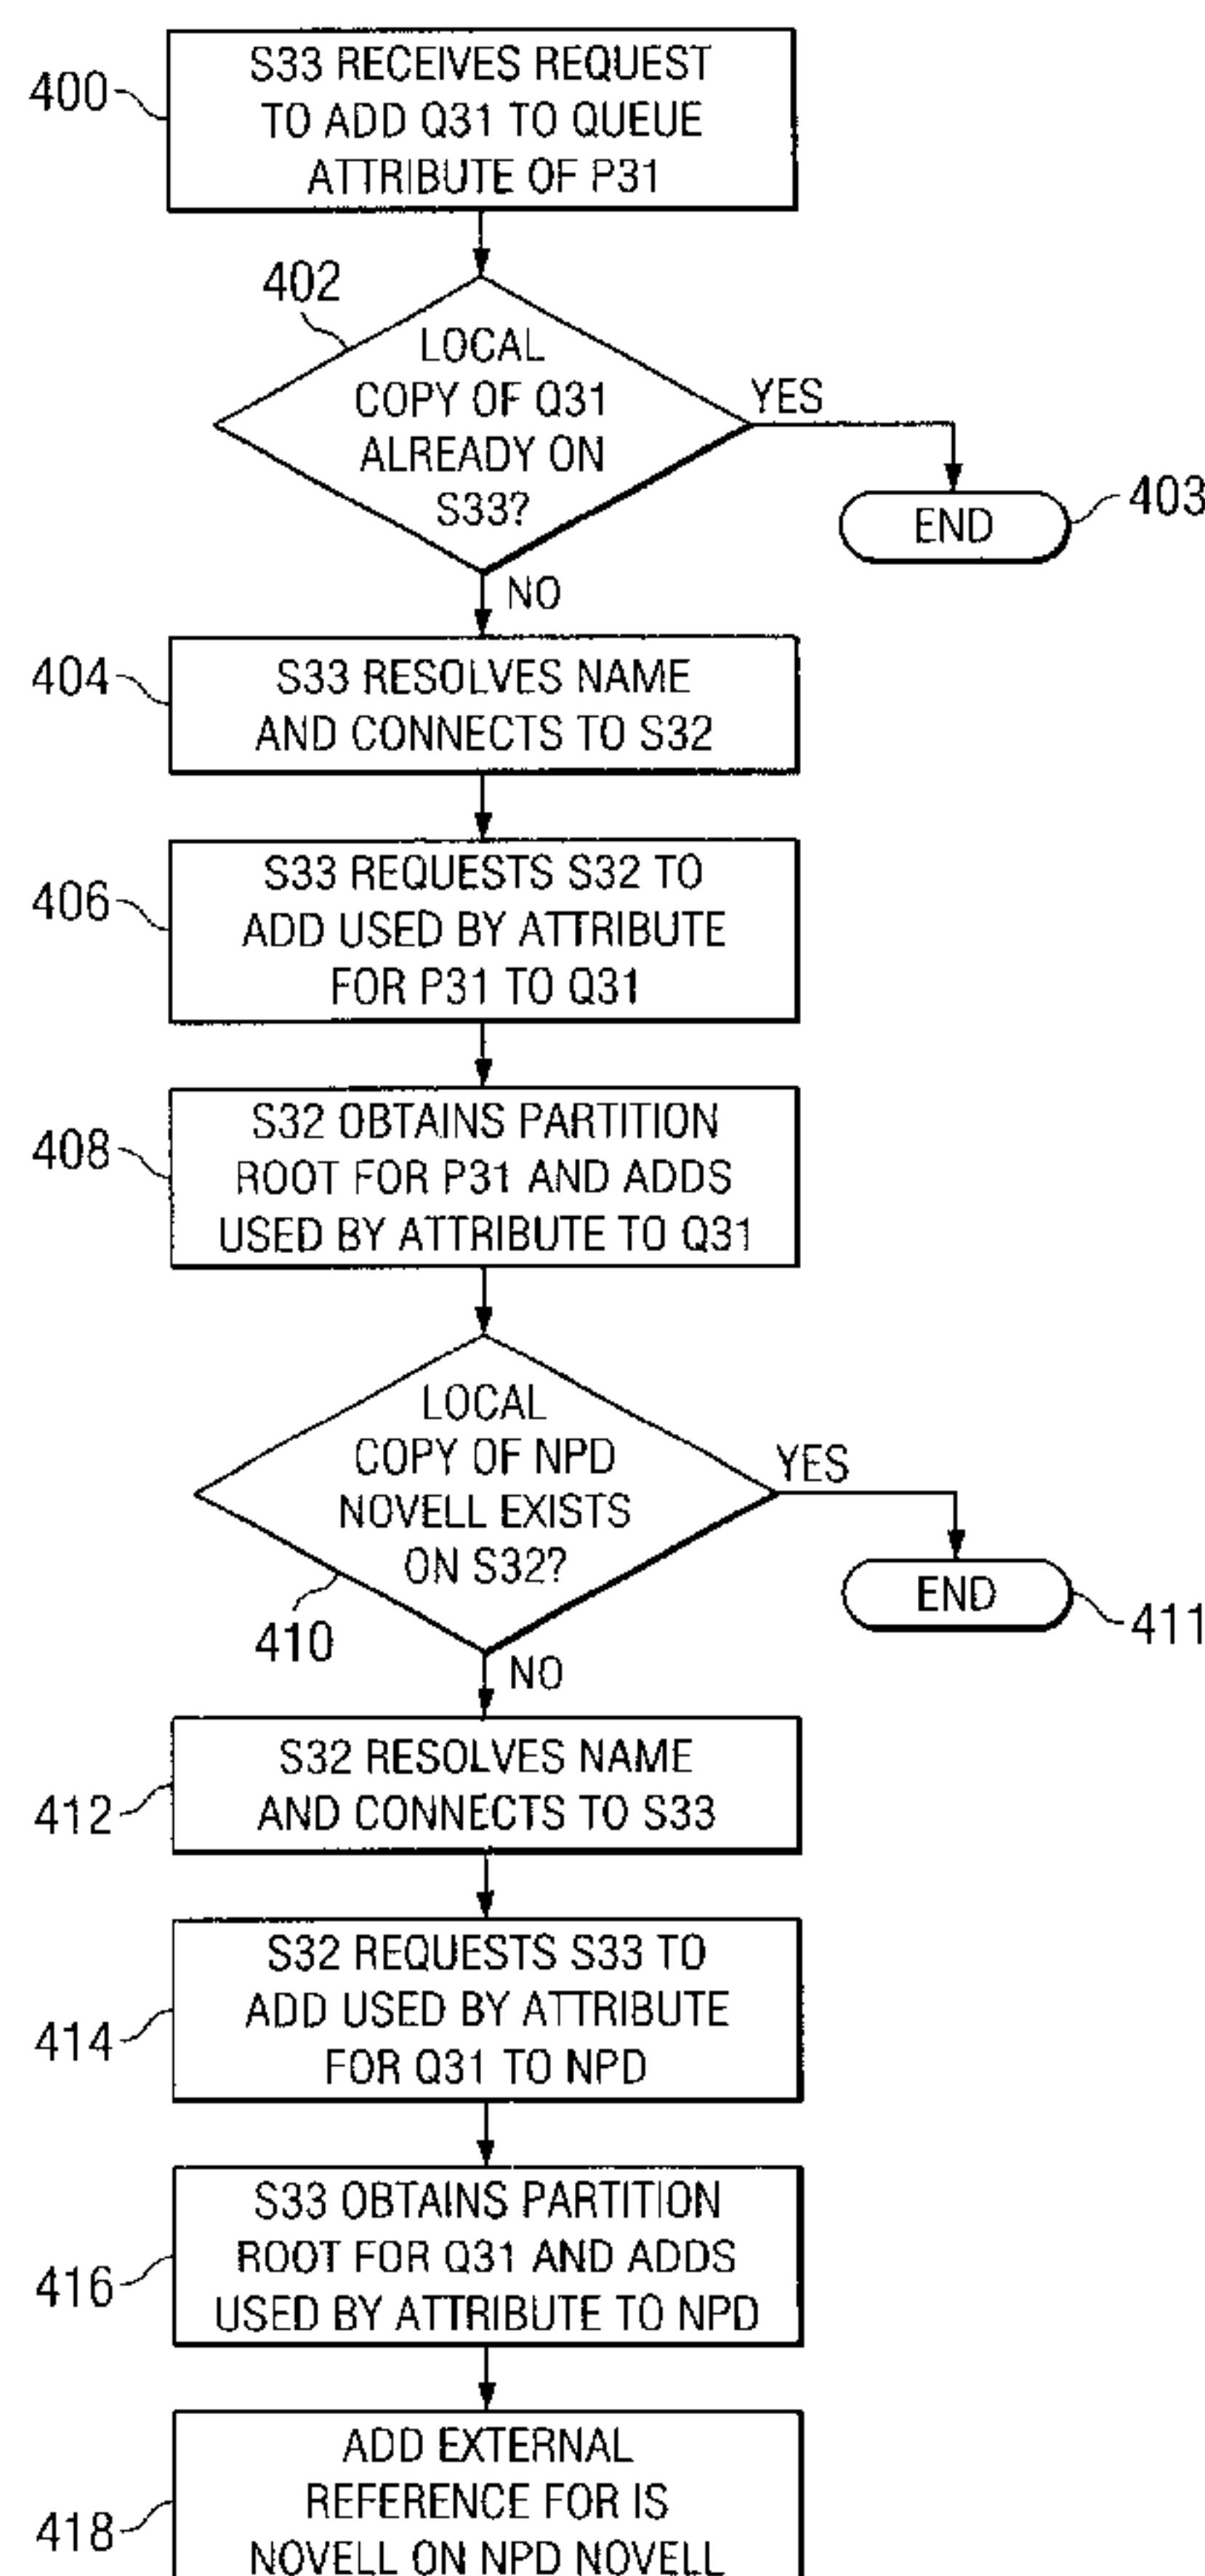 400
S33 RECEIVES REQUEST
TO ADD Q31 TO QUEUE
ATTRIBUTE OF P31
402
LOCAL
COPY OF Q31
ALREADY ON
S33?
YES
END
403
NO
404
S33 RESOLVES NAME
AND CONNECTS TO S32
406
S33 REQUESTS S32 TO
ADD USED BY ATTRIBUTE
FOR P31 TO Q31
408
S32 OBTAINS PARTITION
ROOT FOR P31 AND ADDS
USED BY ATTRIBUTE TO Q31
LOCAL
COPY OF NPD
NOVELL EXISTS
ON S32?
410
YES
END
411
NO
412
S32 RESOLVES NAME
AND CONNECTS TO S33
414
S32 REQUESTS S33 TO
ADD USED BY ATTRIBUTE
FOR Q31 TO NPD
416
S33 OBTAINS PARTITION
ROOT FOR Q31 AND ADDS
USED BY ATTRIBUTE TO NPD
418
ADD EXTERNAL
REFERENCE FOR IS
NOVELL ON NPD NOVELL